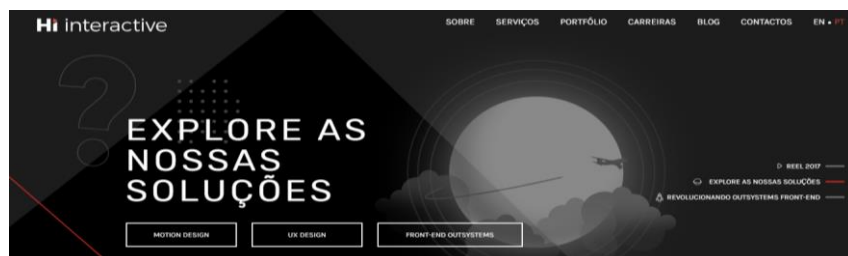 Hi interactive
SOBRE SERVIÇOS PORTFÓLIO CARREIRAS BLOG CONTACTOS EN • PT
?
EXPLORE AS
NOSSAS
SOLUÇÕES
REEL 2017
EXPLORE AS NOSSAS SOLUÇÕES
REVOLUCIONANDO OUTSYSTEMS FRONT-END
MOTION DESIGN UX DESIGN FRONT-END OUTSYSTEMS